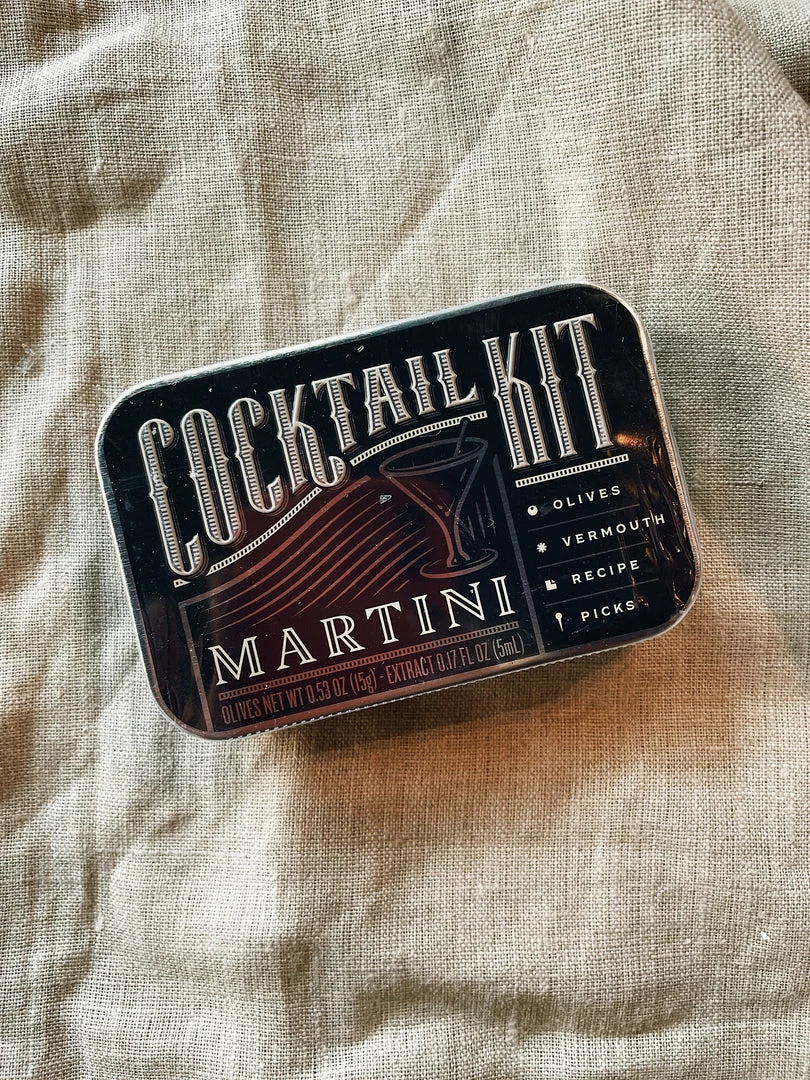 COCKTAIL KIT
OLIVES
VERMOUTH
RECIPE
PICKS
MARTINI
OLIVES NET WT 0.53 OZ (15g) - EXTRACT 0.17 FL OZ (5mL)